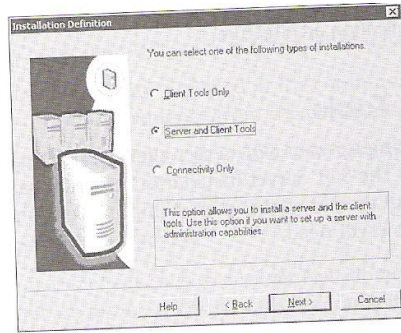 Installation Definition
You can select one of the following types of installations.
Client Tools Only
Server and Client Tools
Connectivity Only
This option allows you to install a server and the client
tools. Use this option if you want to set up a server with
administration capabilities.
Help
< Back
Next >
Cancel